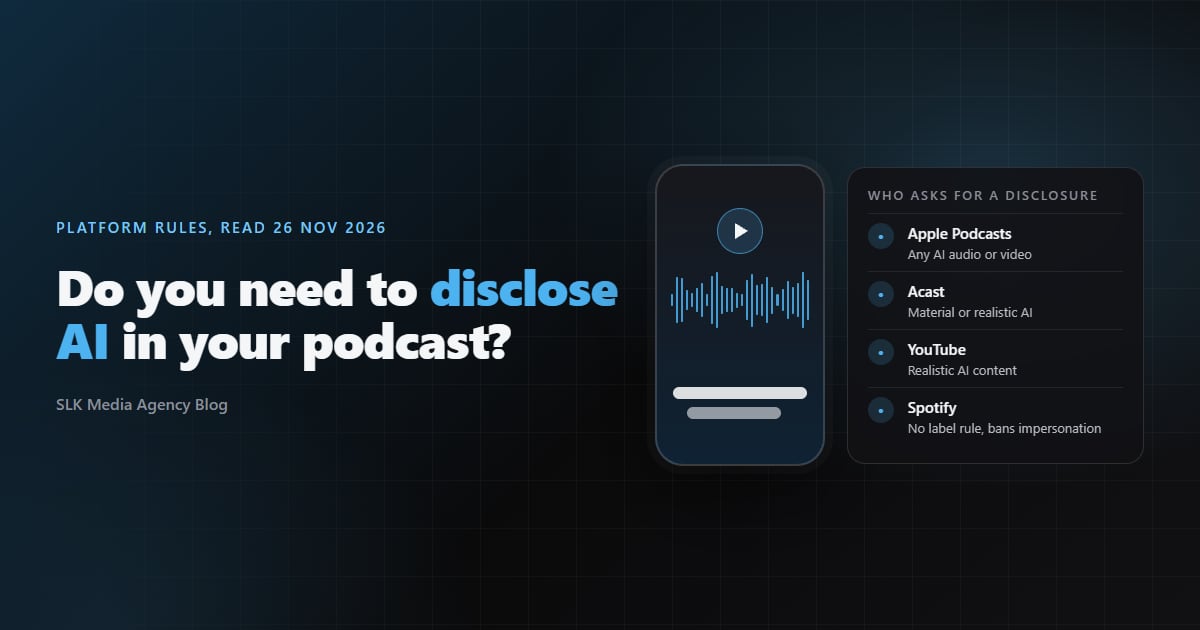 PLATFORM RULES, READ 26 NOV 2026
Do you need to disclose
AI in your podcast?
SLK Media Agency Blog
WHO ASKS FOR A DISCLOSURE
Apple Podcasts
Any AI audio or video
Acast
Material or realistic AI
YouTube
Realistic AI content
Spotify
No label rule, bans impersonation